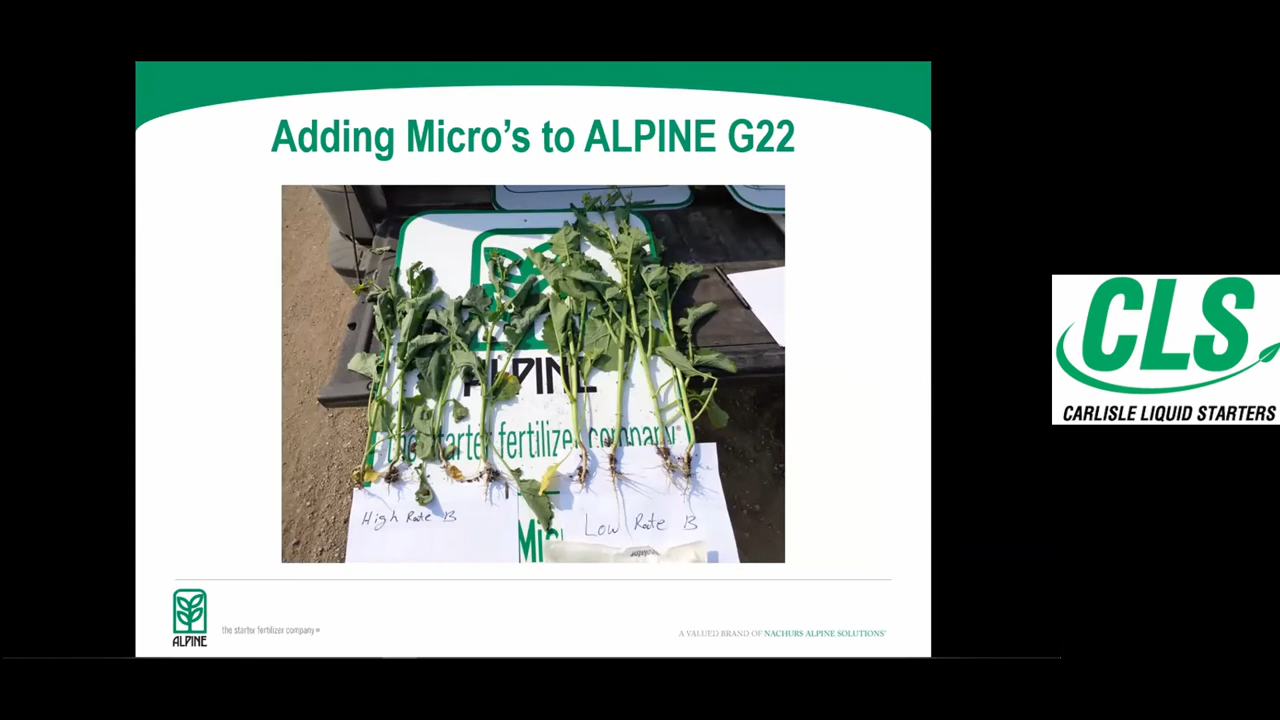 Adding Micro's to ALPINE G22
ALPINE
the starter fertilizer company
High Rate B
Low Rate B
Mic
ALPINE
the starter fertilizer company®
A VALUED BRAND OF NACHURS ALPINE SOLUTIONS®
CLS
CARLISLE LIQUID STARTERS